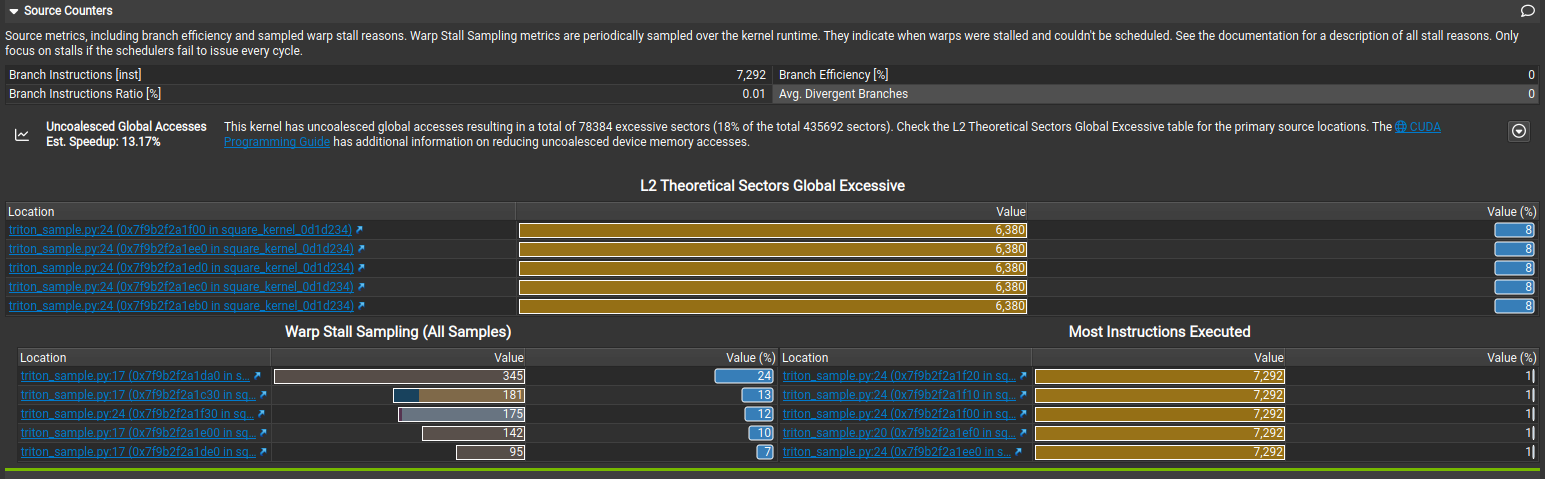 Source Counters
Source metrics, including branch efficiency and sampled warp stall reasons. Warp Stall Sampling metrics are periodically sampled over the kernel runtime. They indicate when warps were stalled and couldn't be scheduled. See the documentation for a description of all stall reasons. Only
focus on stalls if the schedulers fail to issue every cycle.
Branch Instructions [inst] 7,292 Branch Efficiency [%] 0
Branch Instructions Ratio [%] 0.01 Avg. Divergent Branches 0
Uncoalesced Global Accesses This kernel has uncoalesced global accesses resulting in a total of 78384 excessive sectors (18% of the total 435692 sectors). Check the L2 Theoretical Sectors Global Excessive table for the primary source locations. The CUDA
Est. Speedup: 13.17% Programming Guide has additional information on reducing uncoalesced device memory accesses.
L2 Theoretical Sectors Global Excessive
Location Value Value (%)
triton_sample.py:24 (0x7f9b2f2a1f00 in square_kernel_0d1d234) 6,380 8
triton_sample.py:24 (0x7f9b2f2a1ee0 in square_kernel_0d1d234) 6,380 8
triton_sample.py:24 (0x7f9b2f2a1ed0 in square_kernel_0d1d234) 6,380 8
triton_sample.py:24 (0x7f9b2f2a1ec0 in square_kernel_0d1d234) 6,380 8
triton_sample.py:24 (0x7f9b2f2a1eb0 in square_kernel_0d1d234) 6,380 8
Warp Stall Sampling (All Samples) Most Instructions Executed
Location Value Value (%) Location Value Value (%)
triton_sample.py:17 (0x7f9b2f2a1da0 in s... 345 24 triton_sample.py:24 (0x7f9b2f2a1f20 in sq... 7,292 1
triton_sample.py:17 (0x7f9b2f2a1c30 in sq... 181 13 triton_sample.py:24 (0x7f9b2f2a1f10 in sq... 7,292 1
triton_sample.py:24 (0x7f9b2f2a1f30 in sq... 175 12 triton_sample.py:24 (0x7f9b2f2a1f00 in sq... 7,292 1
triton_sample.py:17 (0x7f9b2f2a1e00 in sq... 142 10 triton_sample.py:20 (0x7f9b2f2a1ef0 in sq... 7,292 1
triton_sample.py:17 (0x7f9b2f2a1de0 in sq... 95 7 triton_sample.py:24 (0x7f9b2f2a1ee0 in s... 7,292 1